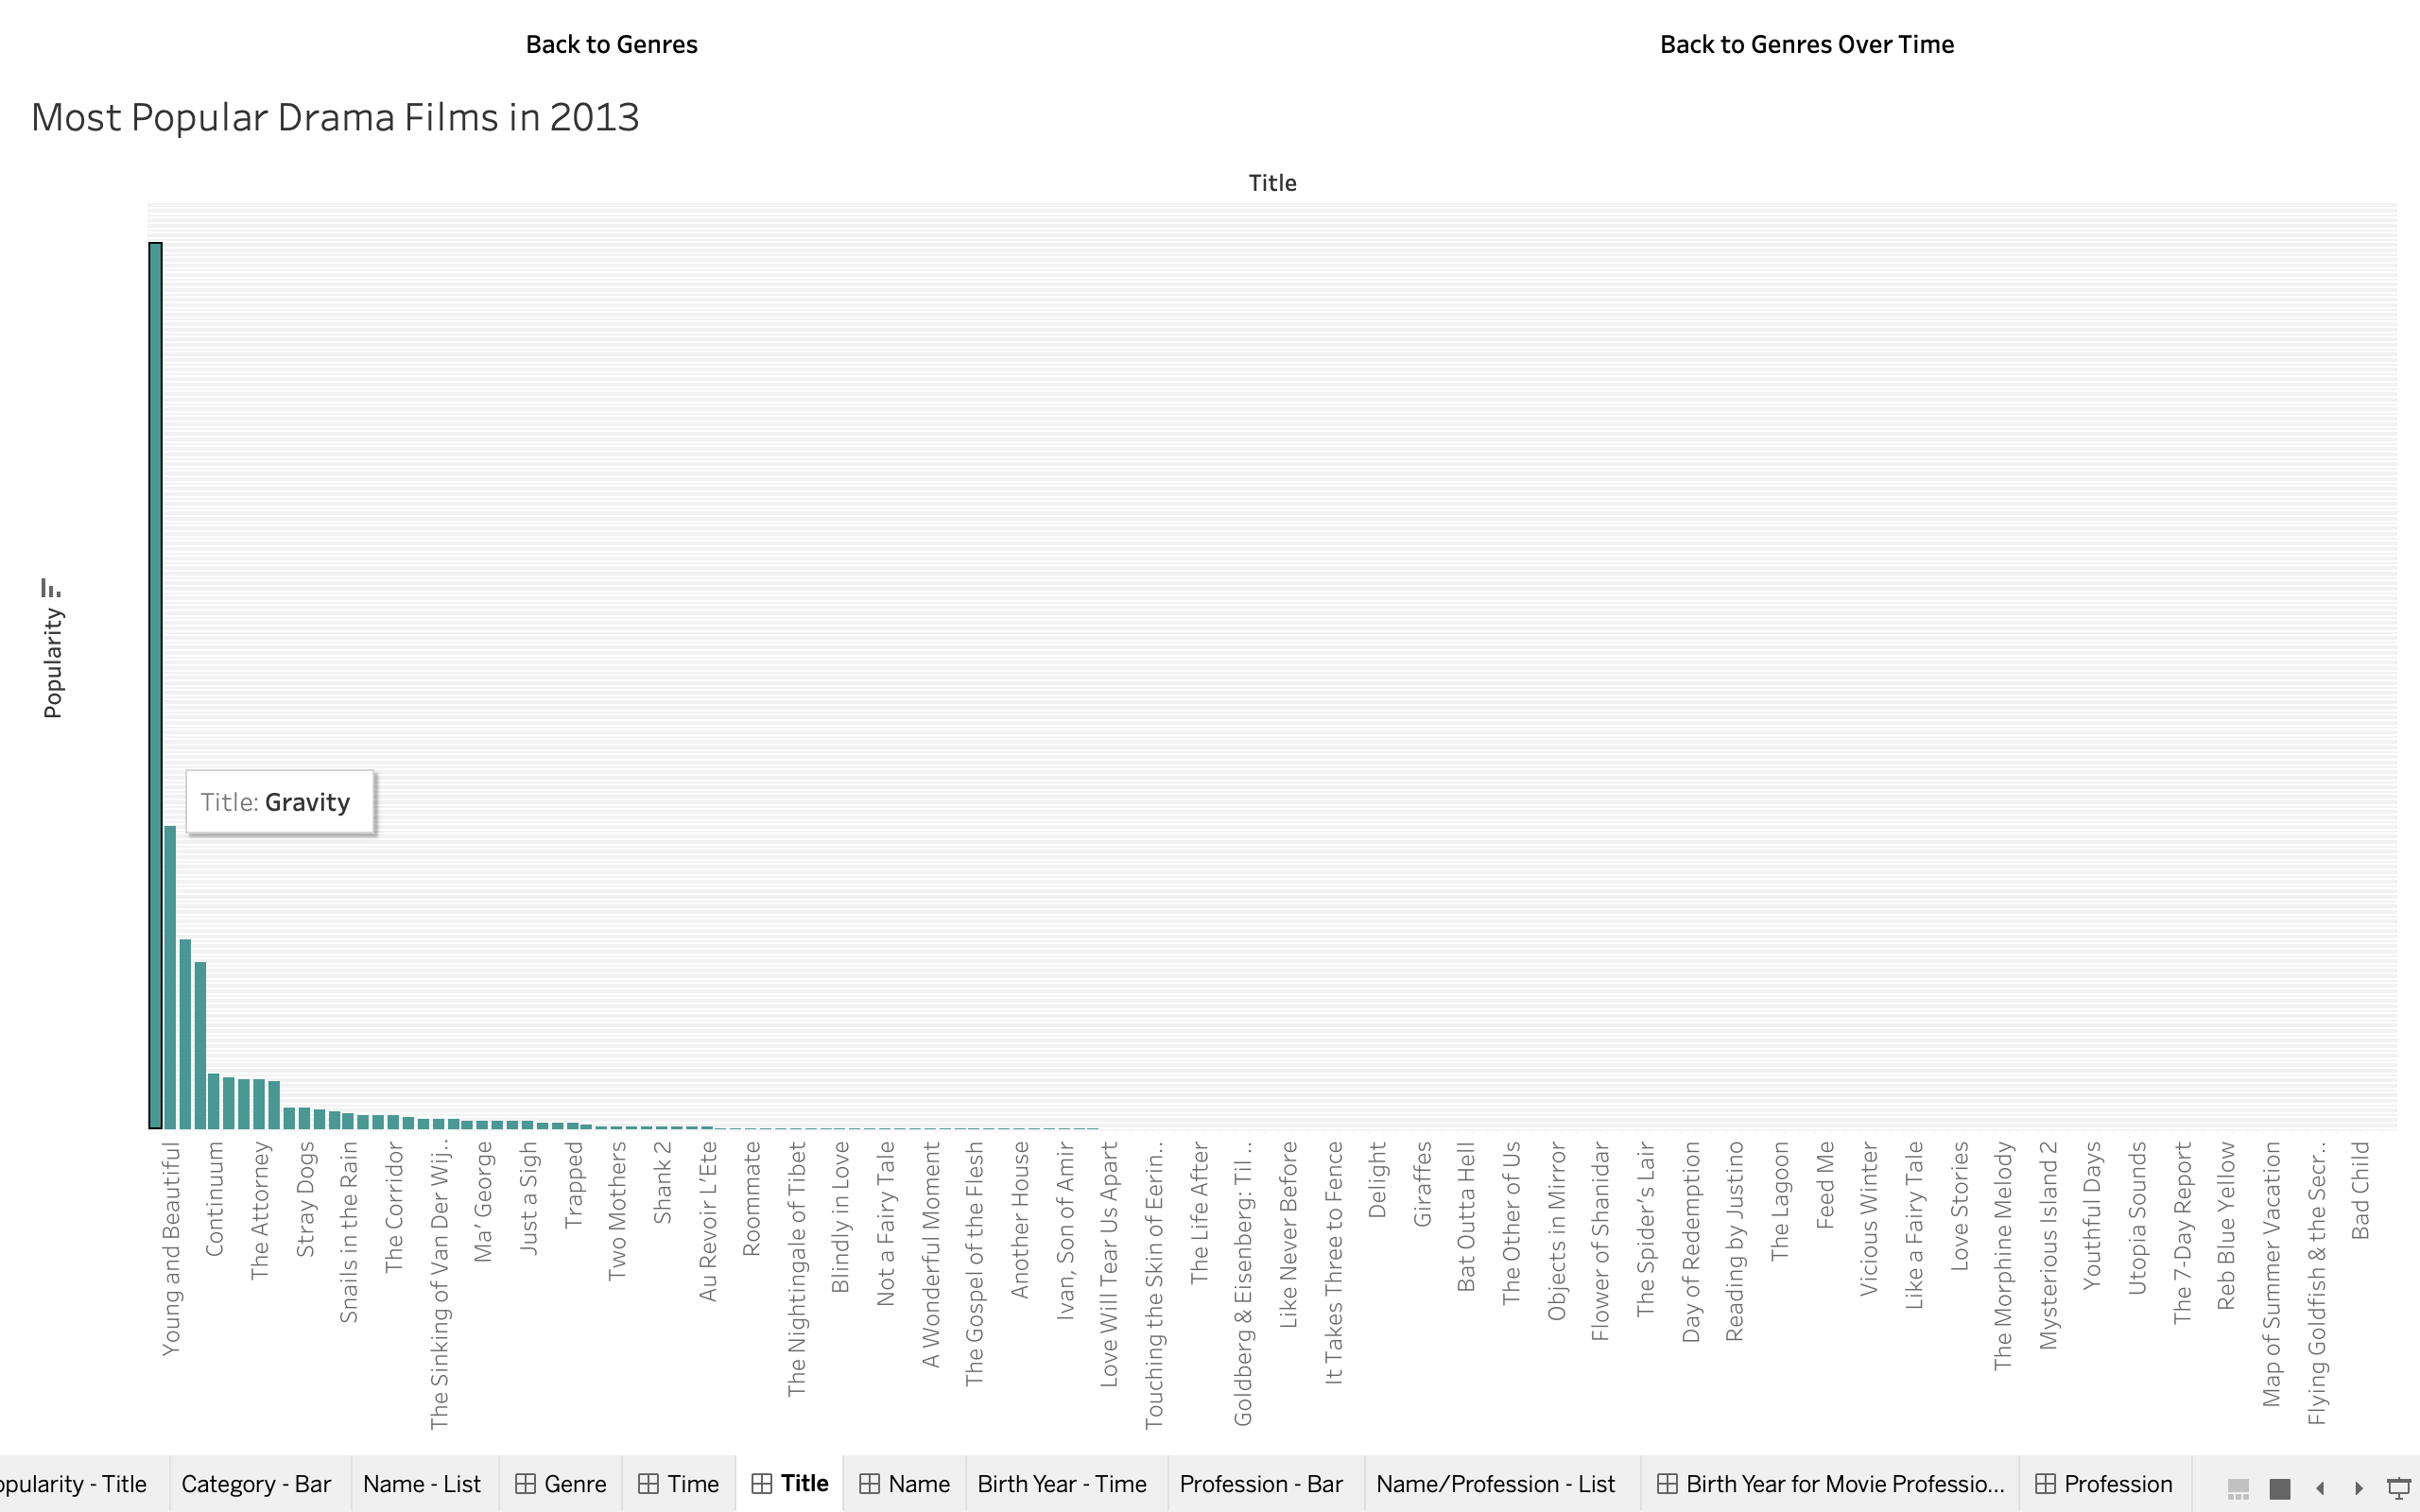 Back to Genres
Back to Genres Over Time
Most Popular Drama Films in 2013
Title
Popularity
Title: Gravity
Young and Beautiful
Continuum
The Attorney
Stray Dogs
Snails in the Rain
The Corridor
The Sinking of Van Der Wij..
Ma' George
Just a Sigh
Trapped
Two Mothers
Shank 2
Au Revoir L'Ete
Roommate
The Nightingale of Tibet
Blindly in Love
Not a Fairy Tale
A Wonderful Moment
The Gospel of the Flesh
Another House
Ivan, Son of Amir
Love Will Tear Us Apart
Touching the Skin of Eerin..
The Life After
Goldberg & Eisenberg: Til ..
Like Never Before
It Takes Three to Fence
Delight
Giraffes
Bat Outta Hell
The Other of Us
Objects in Mirror
Flower of Shanidar
The Spider's Lair
Day of Redemption
Reading by Justino
The Lagoon
Feed Me
Vicious Winter
Like a Fairy Tale
Love Stories
The Morphine Melody
Mysterious Island 2
Youthful Days
Utopia Sounds
The 7-Day Report
Reb Blue Yellow
Map of Summer Vacation
Flying Goldfish & the Secr..
Bad Child
opularity - Title
Category - Bar
Name - List
Genre
Time
Title
Name
Birth Year - Time
Profession - Bar
Name/Profession - List
Birth Year for Movie Professio...
Profession